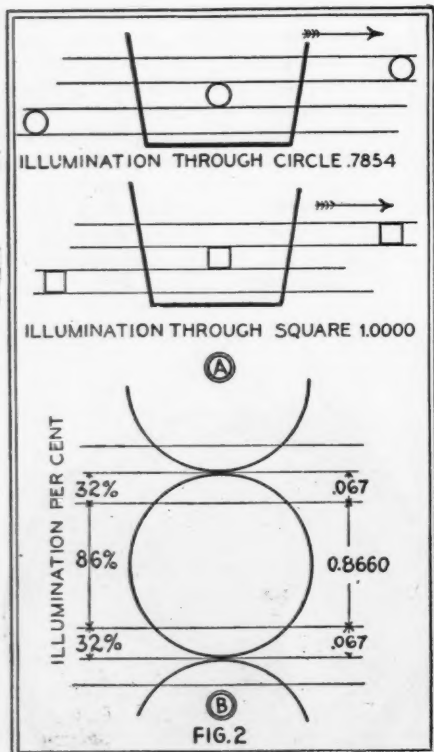 ILLUMINATION THROUGH CIRCLE .7854
ILLUMINATION THROUGH SQUARE 1.0000
A
ILLUMINATION PER CENT
32% .067
86% 0.8660
32% .067
B
FIG.2